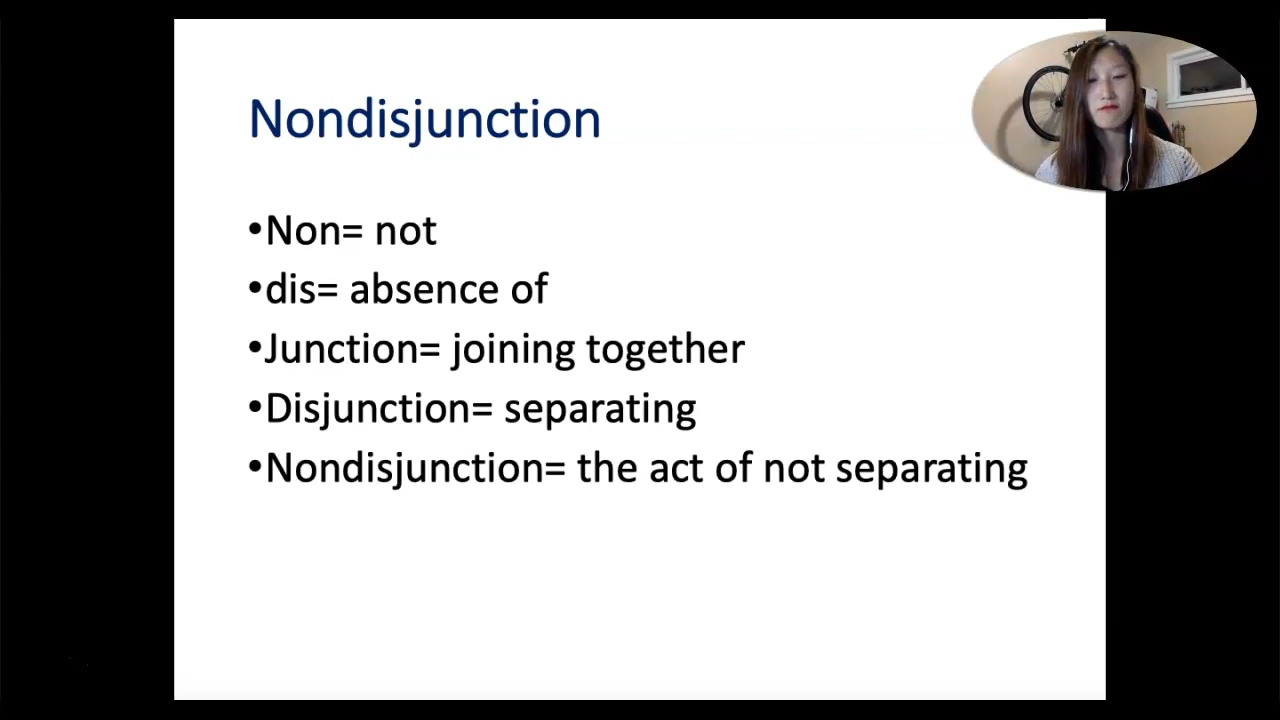 Nondisjunction
•Non= not
•dis= absence of
•Junction= joining together
•Disjunction= separating
•Nondisjunction= the act of not separating